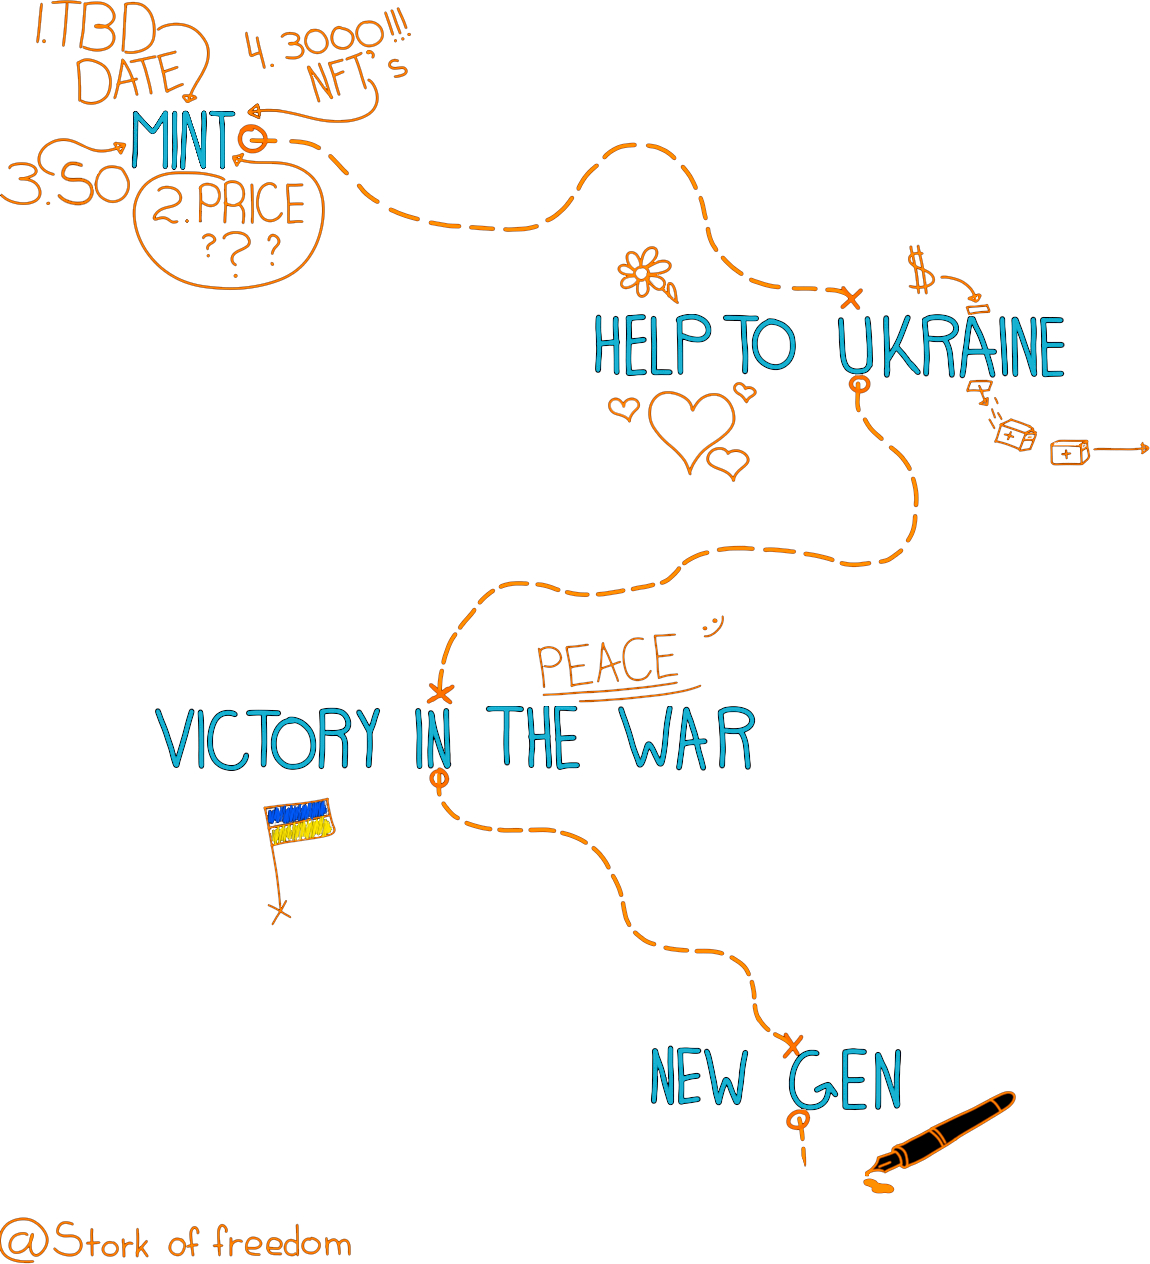 1.TBD
DATE
4.3000!!!
NFT's
MINT
3.SO
2.PRICE
???
$
HELP TO UKRAINE
PEACE :)
VICTORY IN THE WAR
NEW GEN
@Stork of freedom